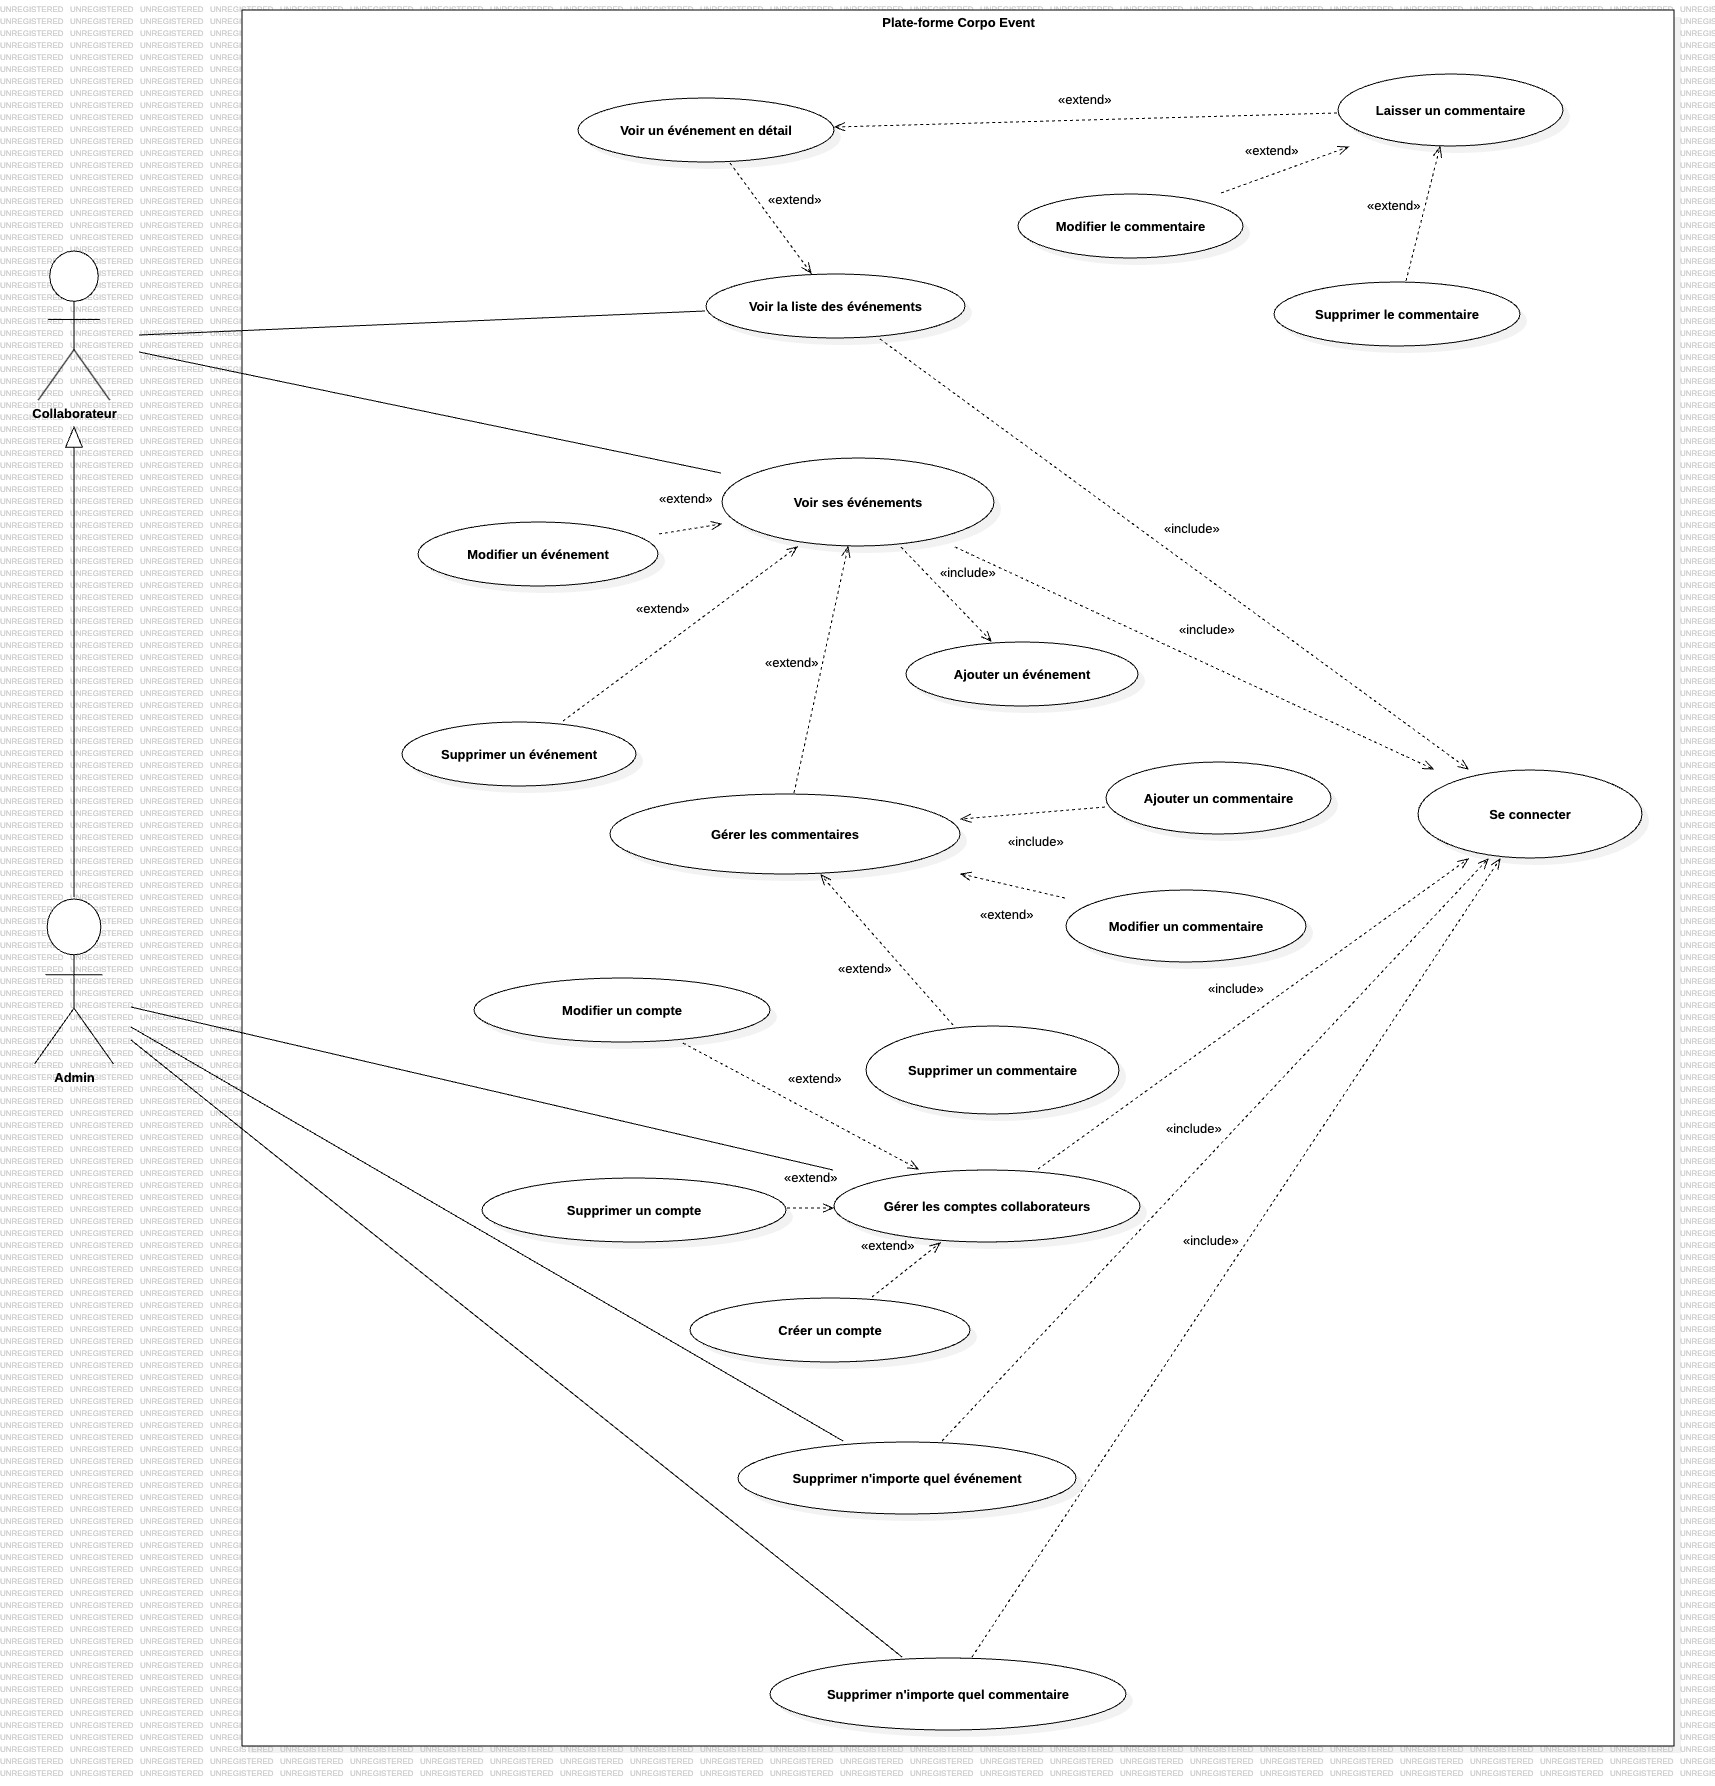 Plate-forme Corpo Event
«extend»
Laisser un commentaire
Voir un événement en détail
«extend»
«extend»
«extend»
Modifier le commentaire
Voir la liste des événements
Supprimer le commentaire
Collaborateur
«extend»
Voir ses événements
«include»
Modifier un événement
«include»
«extend»
«include»
«extend»
Ajouter un événement
Supprimer un événement
Ajouter un commentaire
Se connecter
Gérer les commentaires
«include»
«extend»
Modifier un commentaire
«extend»
«include»
Modifier un compte
Supprimer un commentaire
Admin
«extend»
«include»
«extend»
Gérer les comptes collaborateurs
Supprimer un compte
«include»
«extend»
Créer un compte
Supprimer n'importe quel événement
Supprimer n'importe quel commentaire
UNREGISTERED